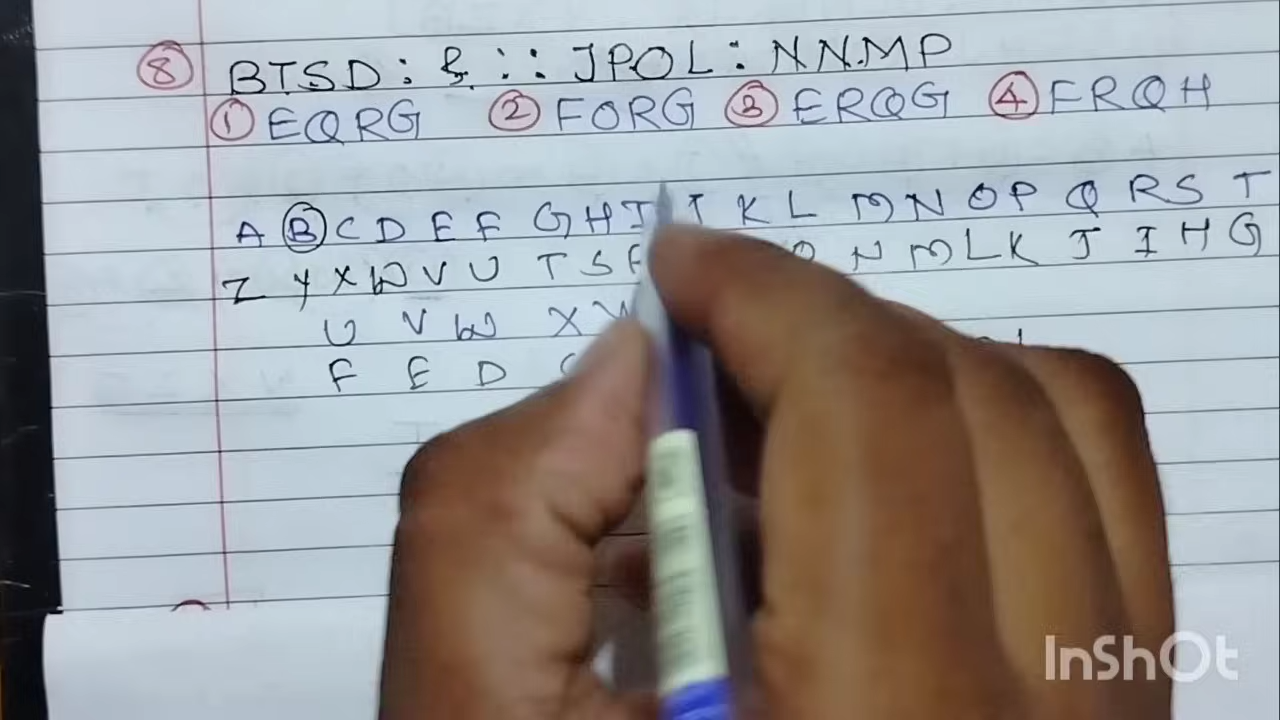 8 BTSD : ? :: JPOL : NNMP
1 EQRG 2 FORG 3 ERQG 4 FRQH
A B C D E F G H I J K L M N O P Q R S T
Z Y X W V U T S R O N M L K J I H G
U V W X Y
F E D C
InShOt